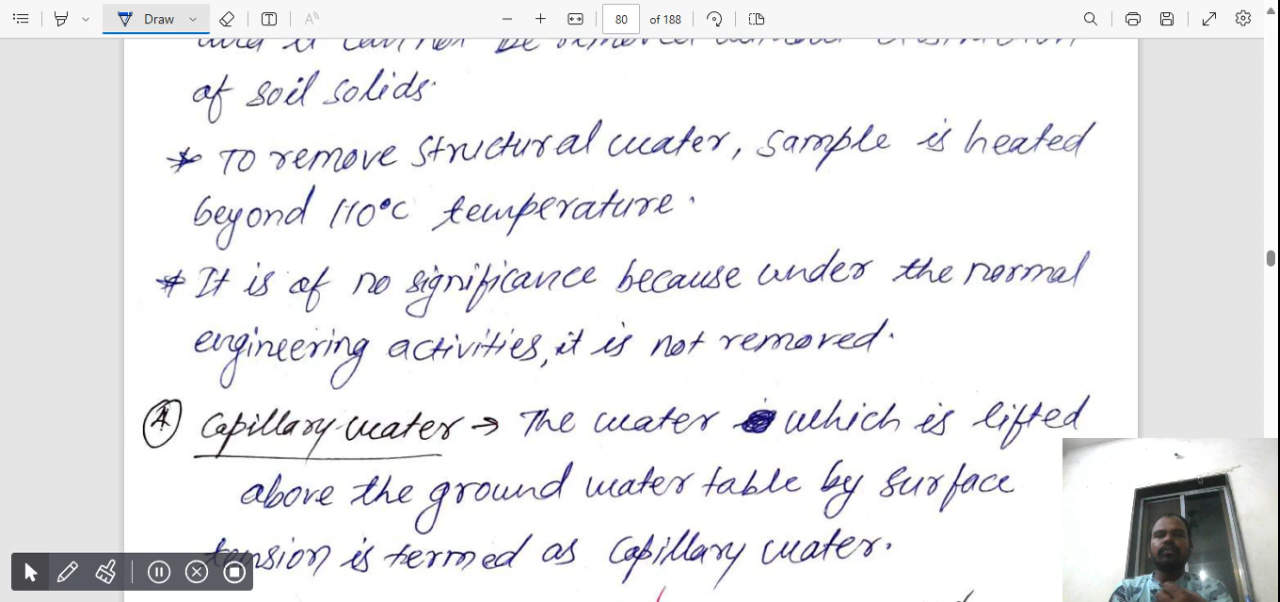 Draw
80 of 188
of soil solids.
* To remove structural water, sample is heated
beyond 110°C temperature.
* It is of no significance because under the normal
engineering activities, it is not removed.
④ Capillary water → The water which is lifted
above the ground water table by surface
tension is termed as Capillary water.